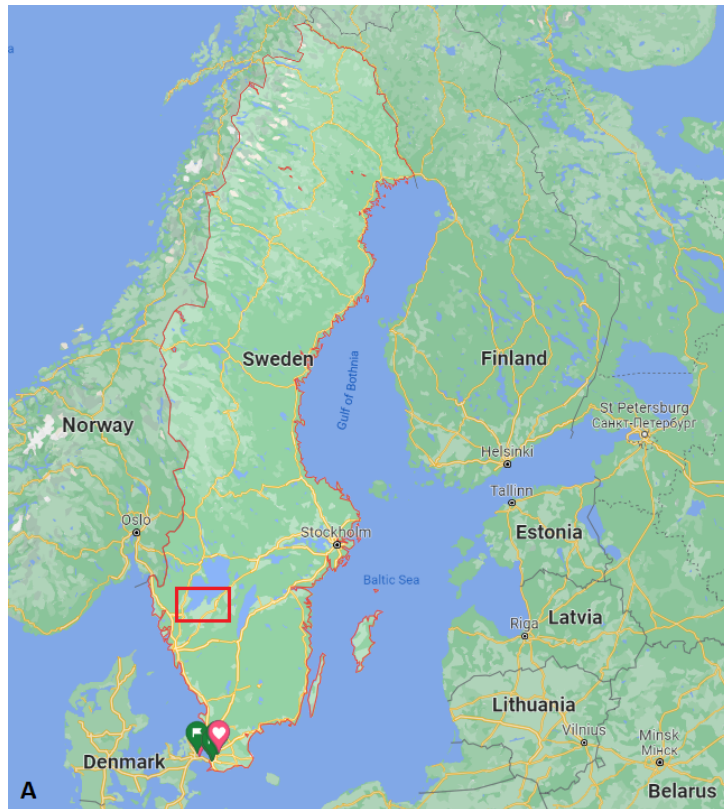 Sweden
Finland
Gulf of Bothnia
Norway
St Petersburg
Санкт-Петербург
Helsinki
Tallinn
Oslo
Stockholm
Estonia
Baltic Sea
Latvia
Riga
Lithuania
Vilnius
Minsk
Мінск
Denmark
Belarus
A